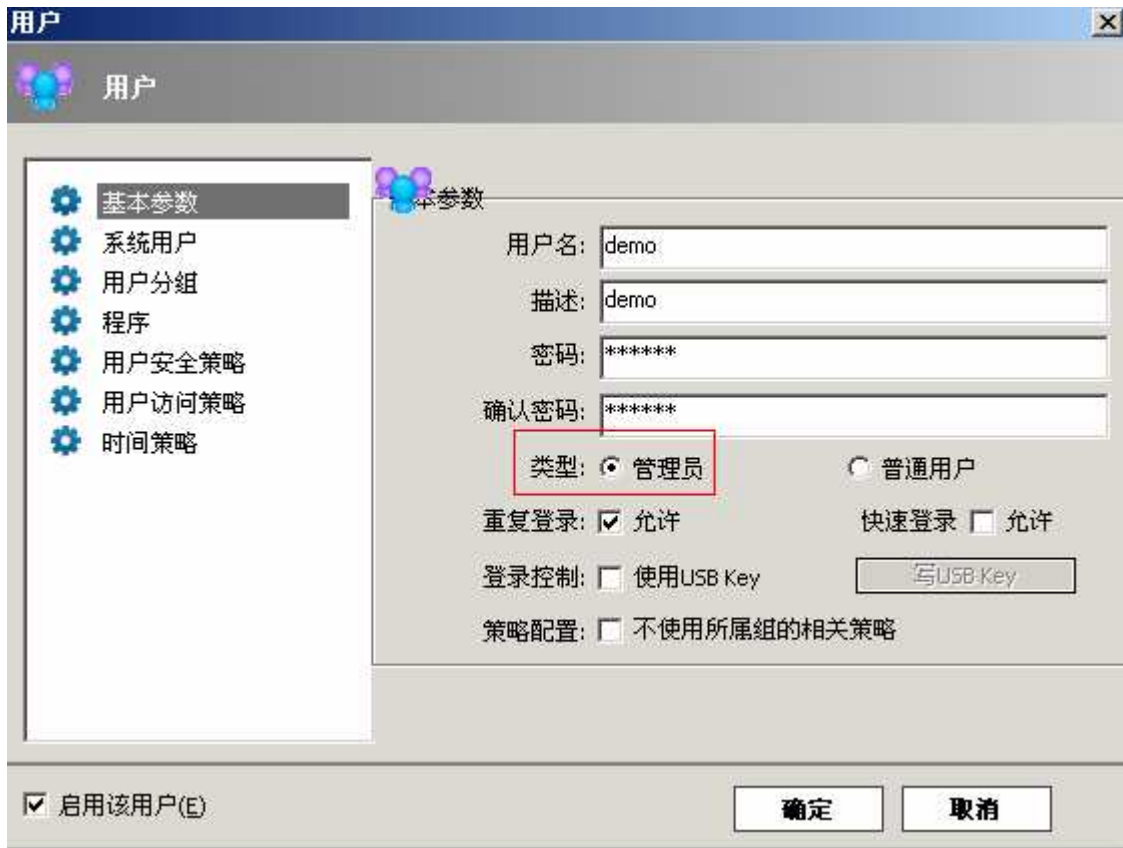 用户
用户
基本参数
系统用户
用户分组
程序
用户安全策略
用户访问策略
时间策略
本参数
用户名: demo
描述: demo
密码: ******
确认密码: ******
类型: 管理员 普通用户
重复登录: 允许 快速登录 允许
登录控制: 使用USB Key 写USB Key
策略配置: 不使用所属组的相关策略
启用该用户(E) 确定 取消